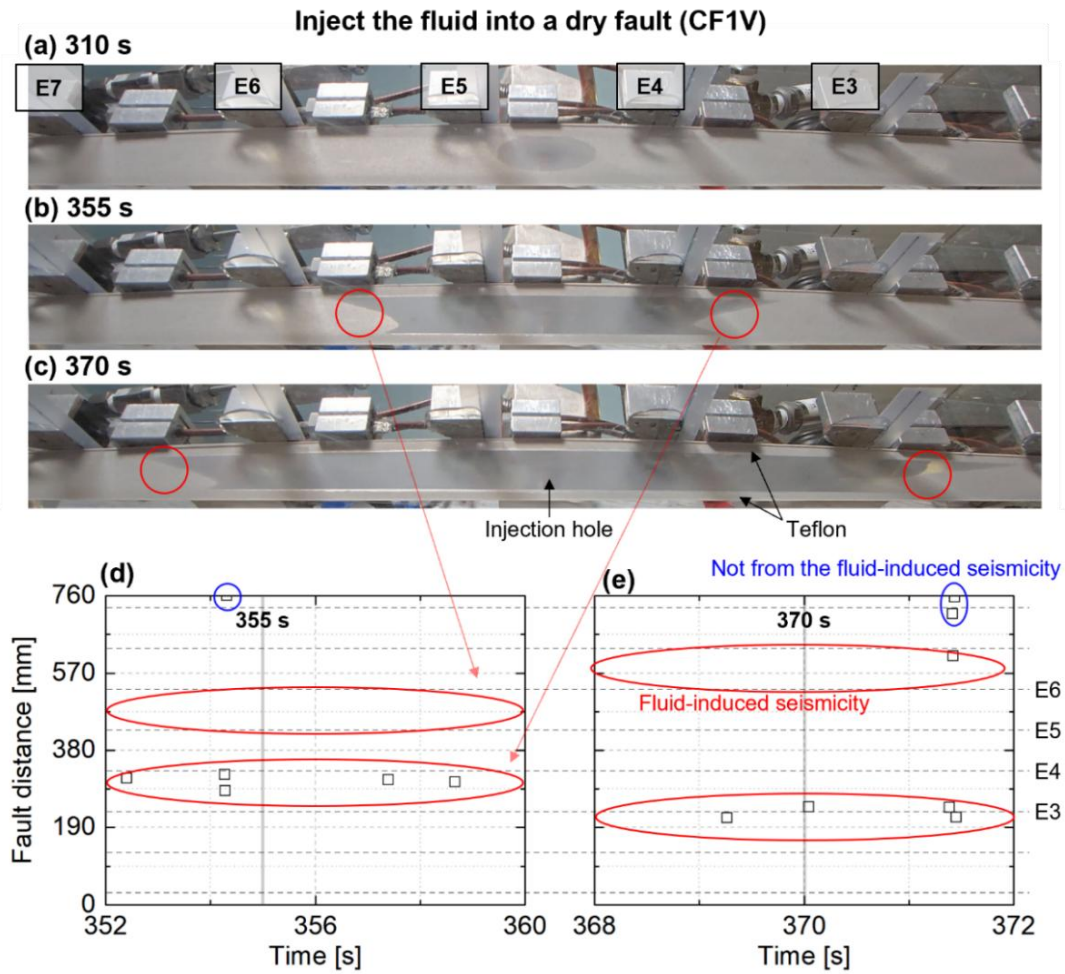 Inject the fluid into a dry fault (CF1V)
(a) 310 s
E7 E6 E5 E4 E3
(b) 355 s
(c) 370 s
Injection hole Teflon
(d) (e) Not from the fluid-induced seismicity
760
355 s 370 s
570
E6
Fluid-induced seismicity
E5
380
E4
190
E3
0
352 356 360 368 370 372
Time [s] Time [s]
Fault distance [mm]